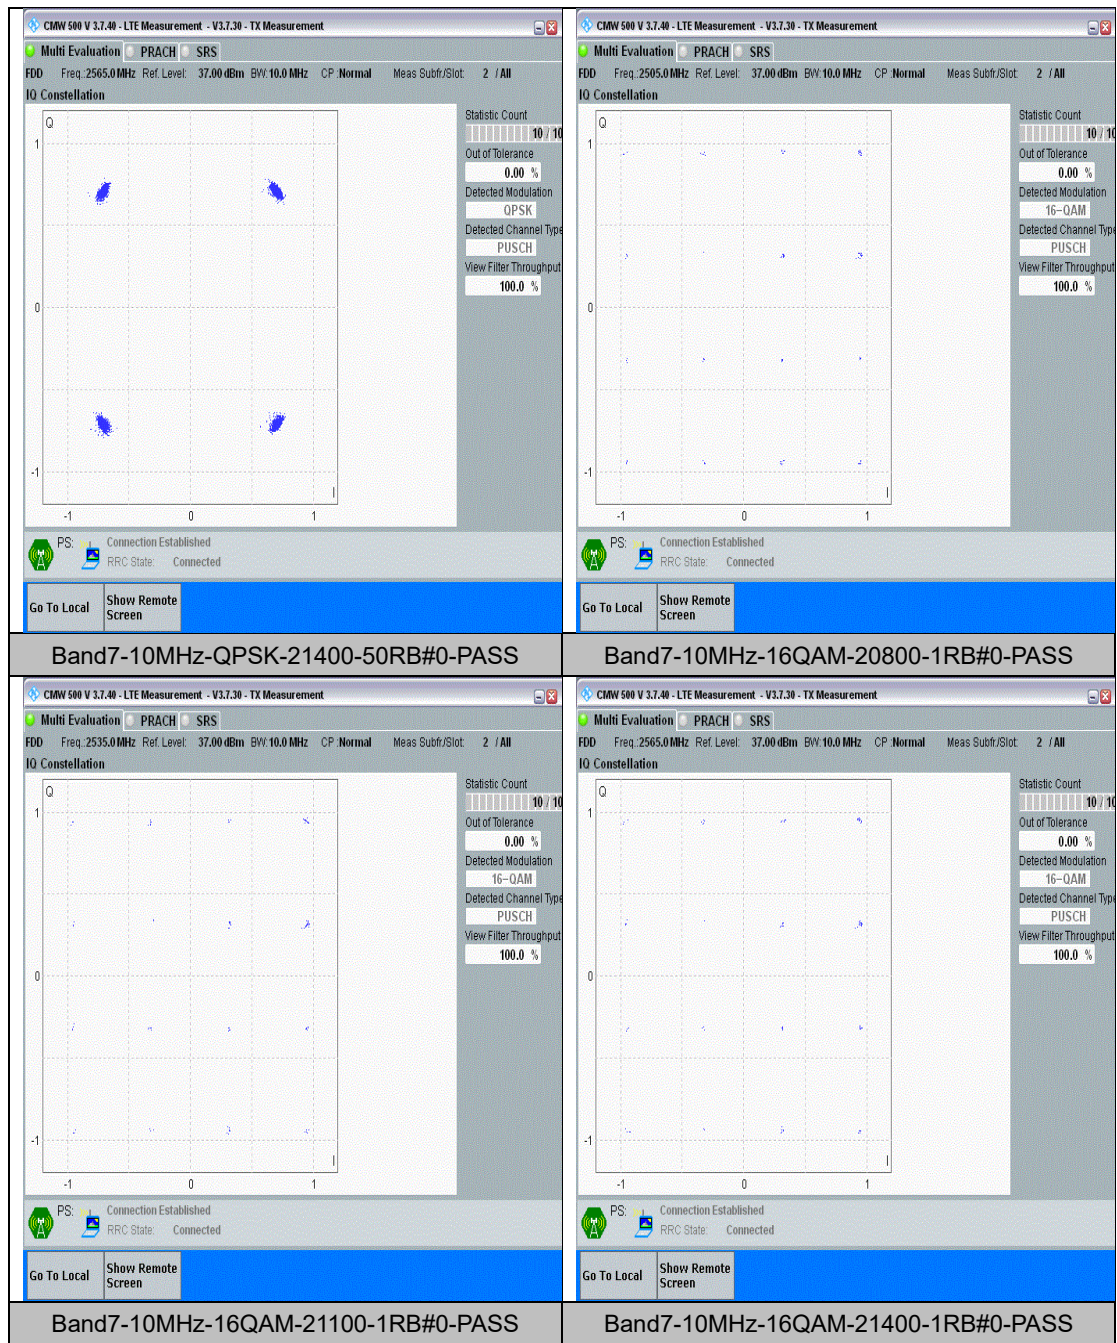 CMW 500 V 3.7.40 - LTE Measurement - V3.7.30 - TX Measurement
Multi Evaluation PRACH SRS
FDD Freq.:2565.0 MHz Ref. Level: 37.00 dBm BW:10.0 MHz CP :Normal Meas Subfr./Slot: 2 / All
IQ Constellation
Q
1
0
-1
I
-1 0 1
Statistic Count
10 / 10
Out of Tolerance
0.00 %
Detected Modulation
QPSK
Detected Channel Type
PUSCH
View Filter Throughput
100.0 %
PS: Connection Established
RRC State: Connected
Go To Local Show Remote
Screen
Band7-10MHz-QPSK-21400-50RB#0-PASS
CMW 500 V 3.7.40 - LTE Measurement - V3.7.30 - TX Measurement
Multi Evaluation PRACH SRS
FDD Freq.:2505.0 MHz Ref. Level: 37.00 dBm BW:10.0 MHz CP :Normal Meas Subfr./Slot: 2 / All
IQ Constellation
Q
1
0
-1
I
-1 0 1
Statistic Count
10 / 10
Out of Tolerance
0.00 %
Detected Modulation
16-QAM
Detected Channel Type
PUSCH
View Filter Throughput
100.0 %
PS: Connection Established
RRC State: Connected
Go To Local Show Remote
Screen
Band7-10MHz-16QAM-20800-1RB#0-PASS
CMW 500 V 3.7.40 - LTE Measurement - V3.7.30 - TX Measurement
Multi Evaluation PRACH SRS
FDD Freq.:2535.0 MHz Ref. Level: 37.00 dBm BW:10.0 MHz CP :Normal Meas Subfr./Slot: 2 / All
IQ Constellation
Q
1
0
-1
I
-1 0 1
Statistic Count
10 / 10
Out of Tolerance
0.00 %
Detected Modulation
16-QAM
Detected Channel Type
PUSCH
View Filter Throughput
100.0 %
PS: Connection Established
RRC State: Connected
Go To Local Show Remote
Screen
Band7-10MHz-16QAM-21100-1RB#0-PASS
CMW 500 V 3.7.40 - LTE Measurement - V3.7.30 - TX Measurement
Multi Evaluation PRACH SRS
FDD Freq.:2565.0 MHz Ref. Level: 37.00 dBm BW:10.0 MHz CP :Normal Meas Subfr./Slot: 2 / All
IQ Constellation
Q
1
0
-1
I
-1 0 1
Statistic Count
10 / 10
Out of Tolerance
0.00 %
Detected Modulation
16-QAM
Detected Channel Type
PUSCH
View Filter Throughput
100.0 %
PS: Connection Established
RRC State: Connected
Go To Local Show Remote
Screen
Band7-10MHz-16QAM-21400-1RB#0-PASS